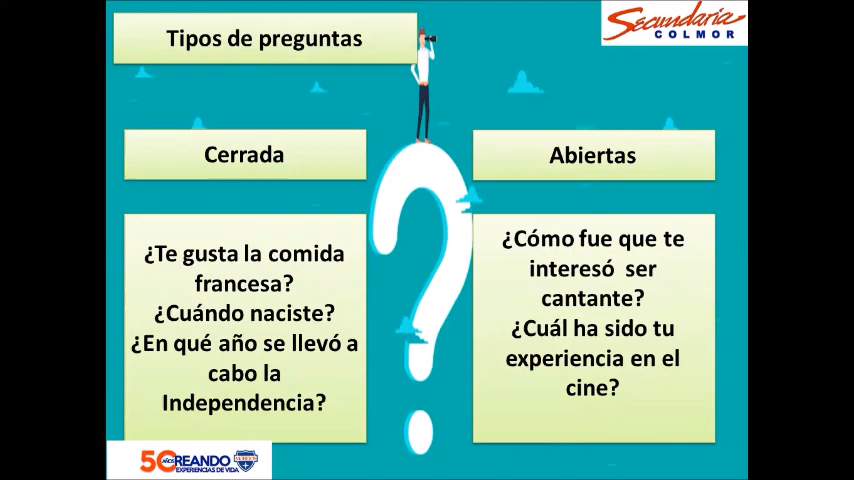 Tipos de preguntas
Secundaria
COLMOR
Cerrada
Abiertas
¿Te gusta la comida
francesa?
¿Cuándo naciste?
¿En qué año se llevó a
cabo la
Independencia?
¿Cómo fue que te
interesó ser
cantante?
¿Cuál ha sido tu
experiencia en el
cine?
50 AÑOS CREANDO
EXPERIENCIAS DE VIDA